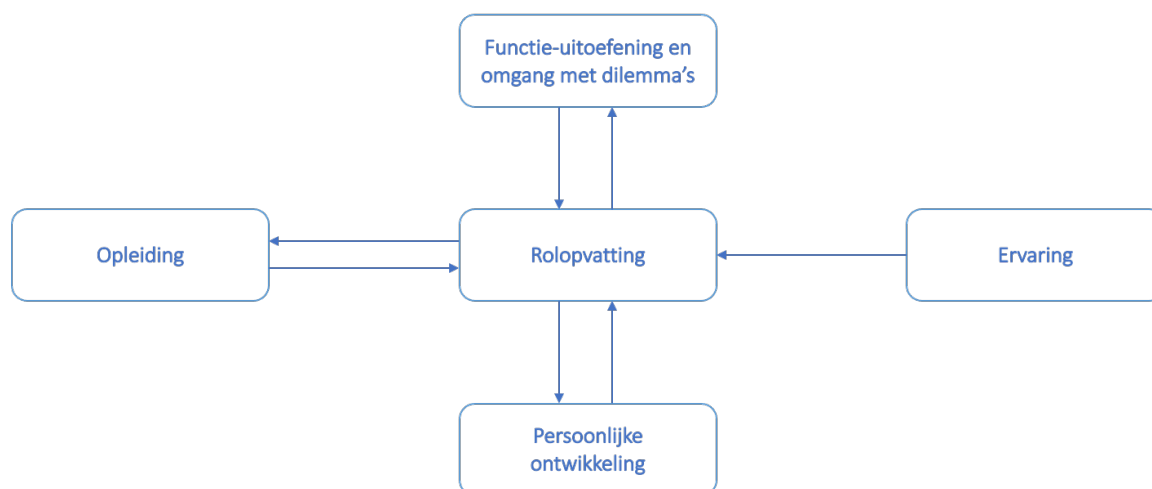 Functie-uitoefening en
omgang met dilemma's
Opleiding
Rolopvatting
Ervaring
Persoonlijke
ontwikkeling